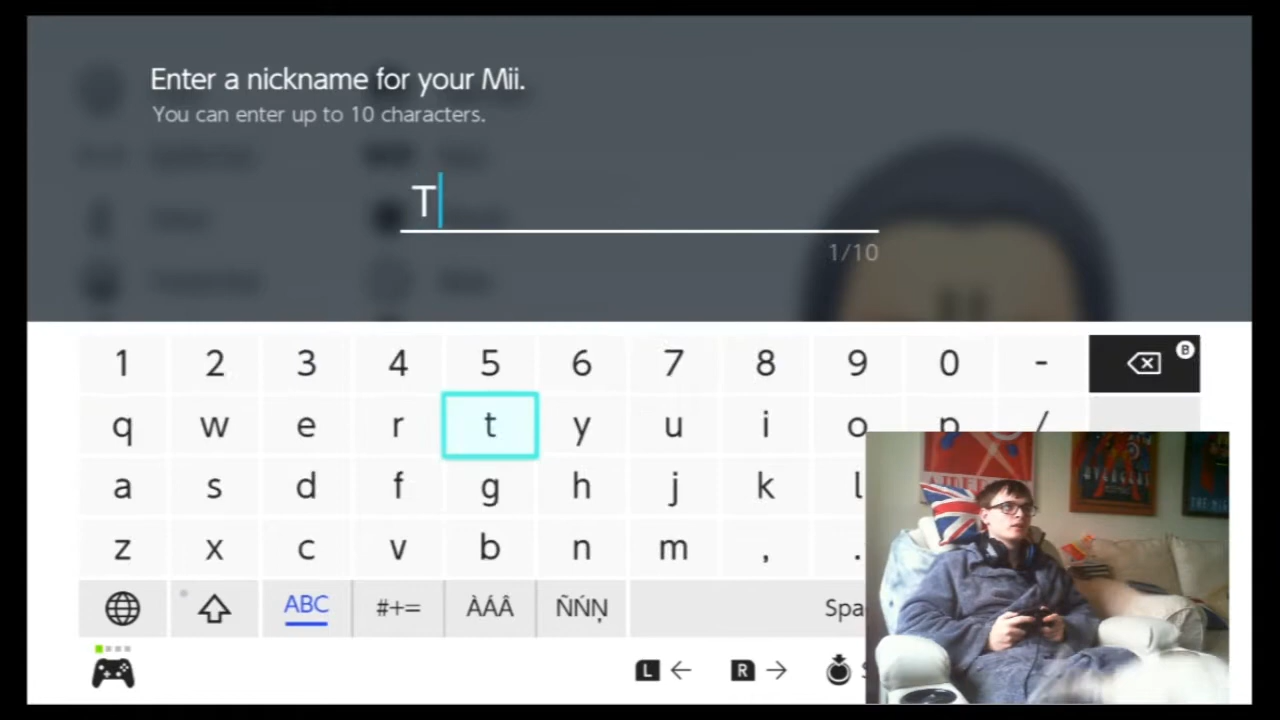 Enter a nickname for your Mii.
You can enter up to 10 characters.
T
1/10
1 2 3 4 5 6 7 8 9 0 -
B
q w e r t y u i o p /
a s d f g h j k l
z x c v b n m , .
ABC #+= ÀÁÂ ÑŃŅ
L ← R →
AVENGERS